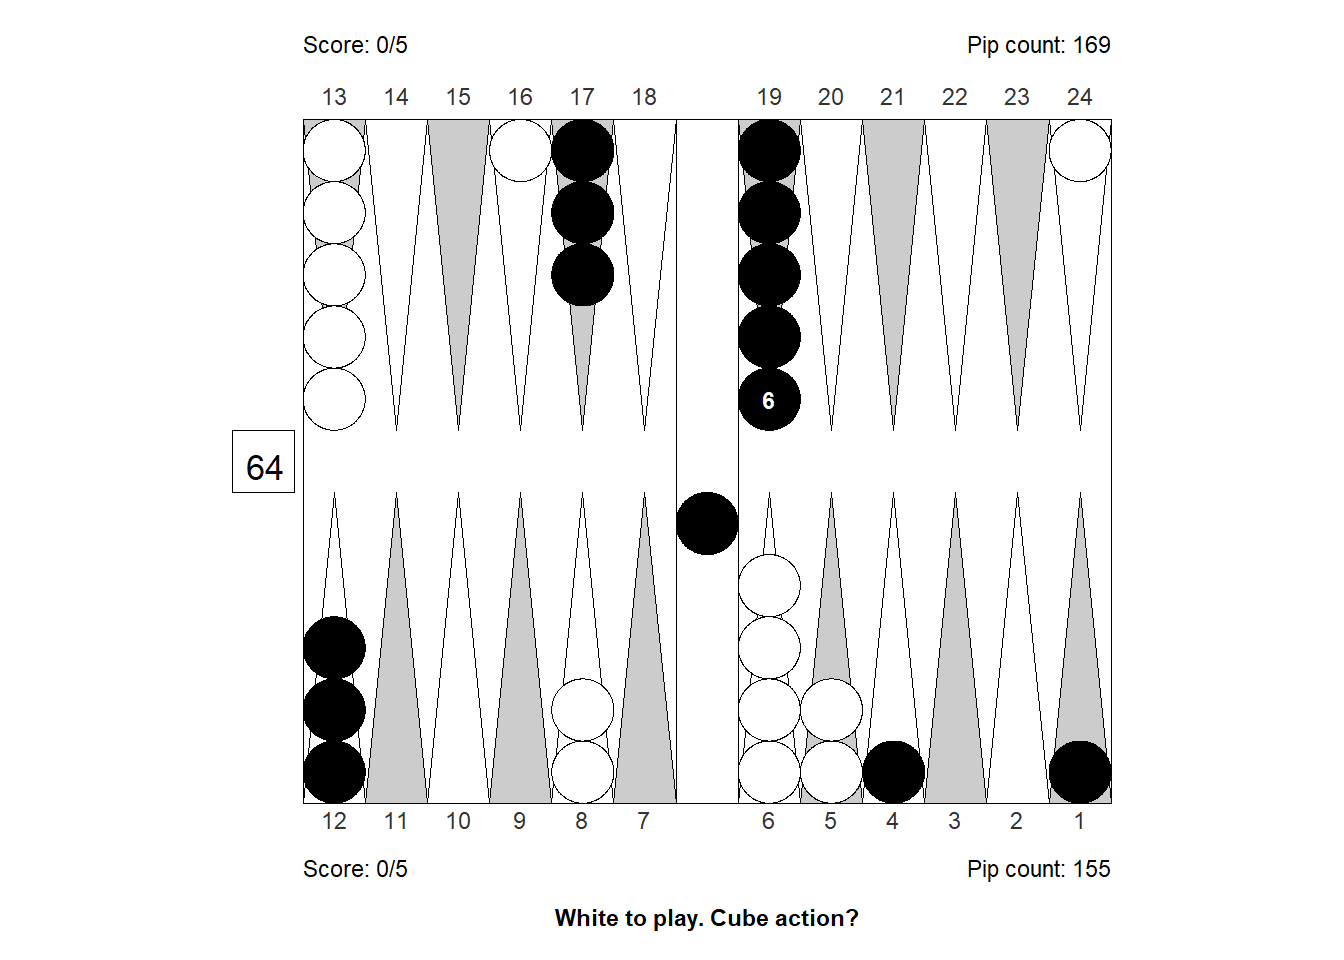 Score: 0/5 Pip count: 169
13 14 15 16 17 18 19 20 21 22 23 24
6
64
12 11 10 9 8 7 6 5 4 3 2 1
Score: 0/5 Pip count: 155
White to play. Cube action?